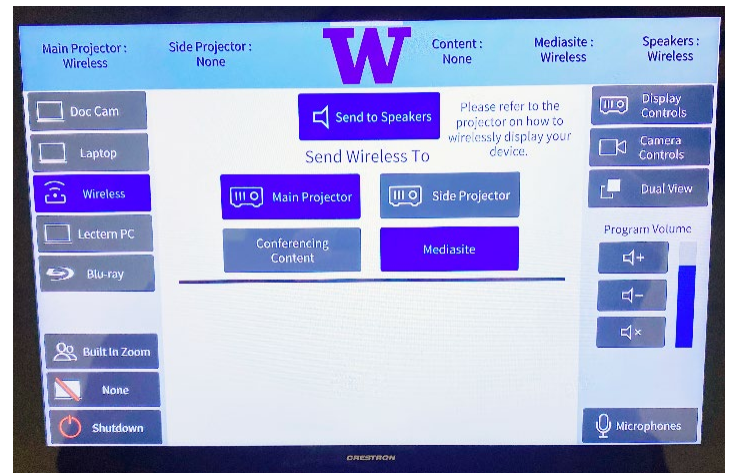 Main Projector :
Wireless
Side Projector :
None
W
Content :
None
Mediasite :
Wireless
Speakers :
Wireless
Doc Cam
Laptop
Wireless
Lectern PC
Blu-ray
Built In Zoom
None
Shutdown
Send to Speakers
Please refer to the
projector on how to
wirelessly display your
device.
Send Wireless To
Main Projector
Side Projector
Conferencing
Content
Mediasite
Display
Controls
Camera
Controls
Dual View
Program Volume
Microphones
CRESTRON